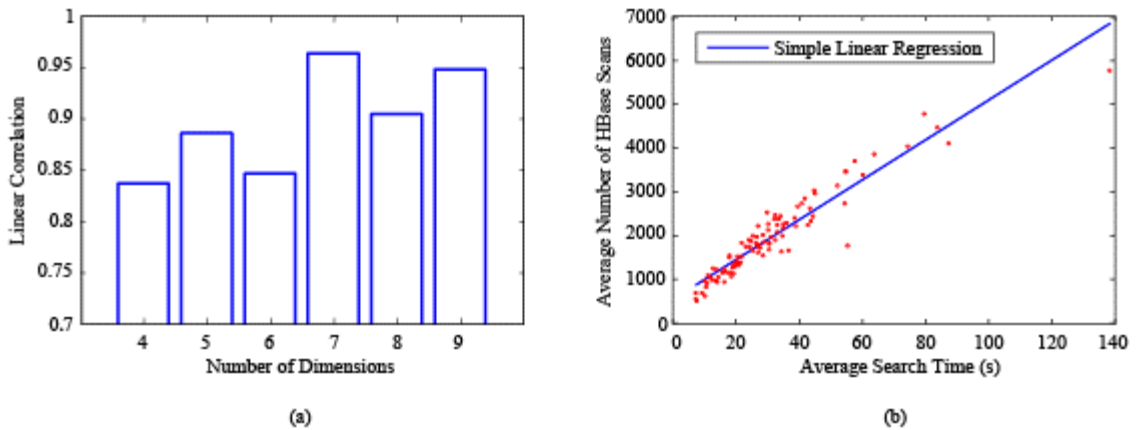 1
0.95
0.9
0.85
0.8
0.75
0.7
Linear Correlation
4 5 6 7 8 9
Number of Dimensions
(a)
7000
6000
5000
4000
3000
2000
1000
0
Average Number of HBase Scans
Simple Linear Regression
0 20 40 60 80 100 120 140
Average Search Time (s)
(b)